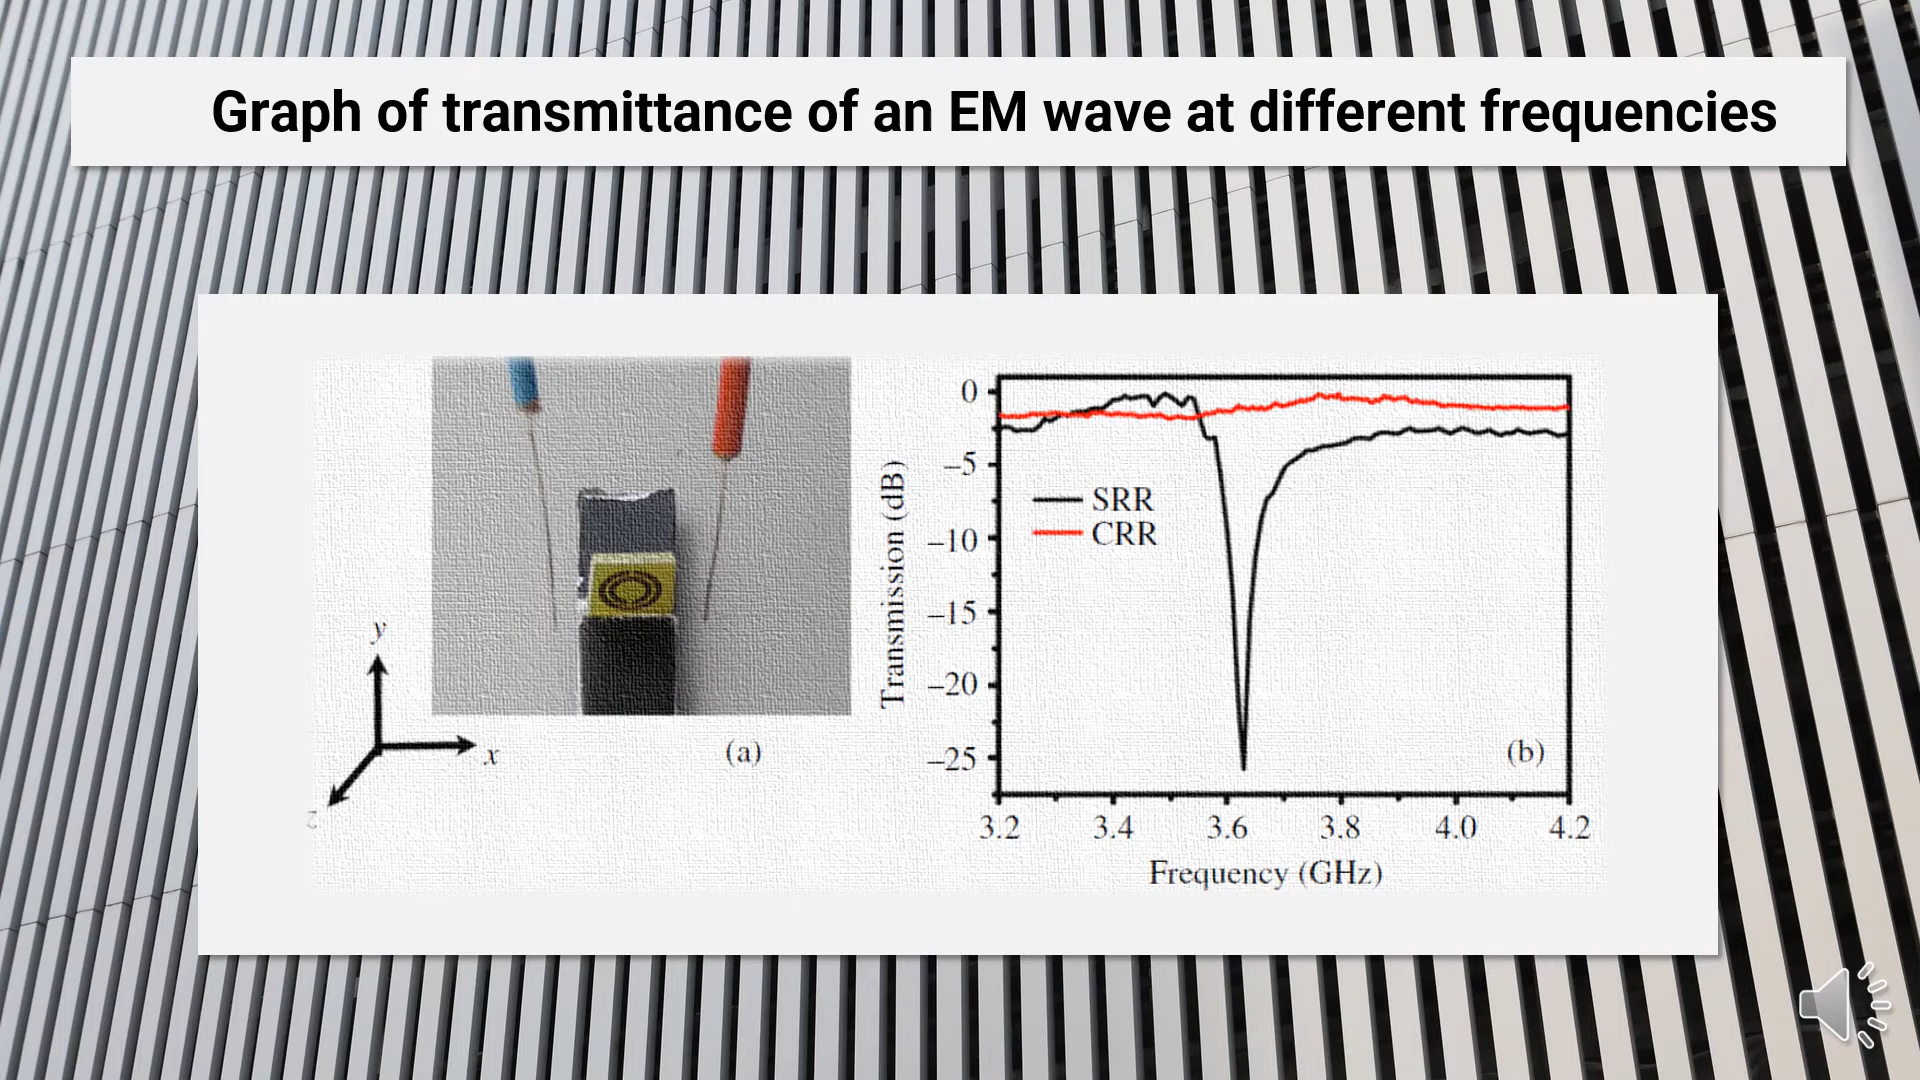 Graph of transmittance of an EM wave at different frequencies
y
x
z
(a)
Transmission (dB)
0
–5
–10
–15
–20
–25
SRR
CRR
(b)
3.2 3.4 3.6 3.8 4.0 4.2
Frequency (GHz)